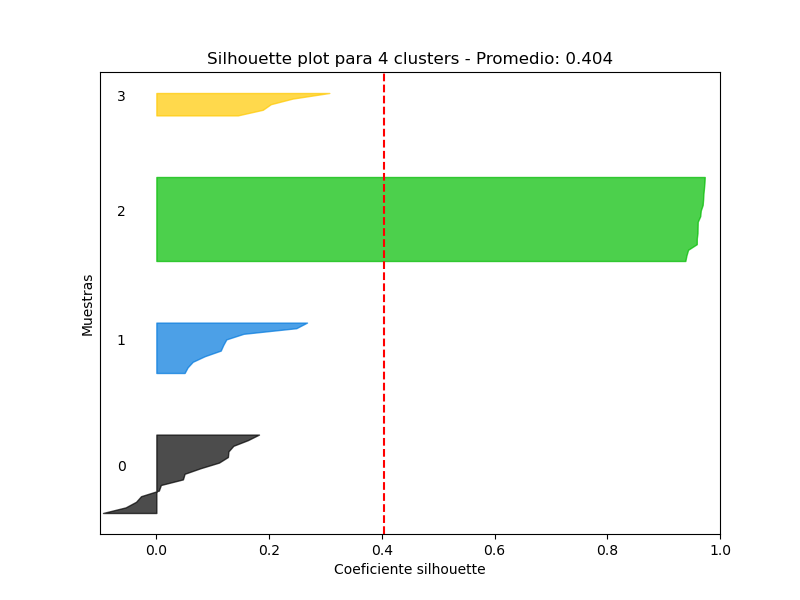 Silhouette plot para 4 clusters - Promedio: 0.404
3
2
1
0
Muestras
0.0 0.2 0.4 0.6 0.8 1.0
Coeficiente silhouette